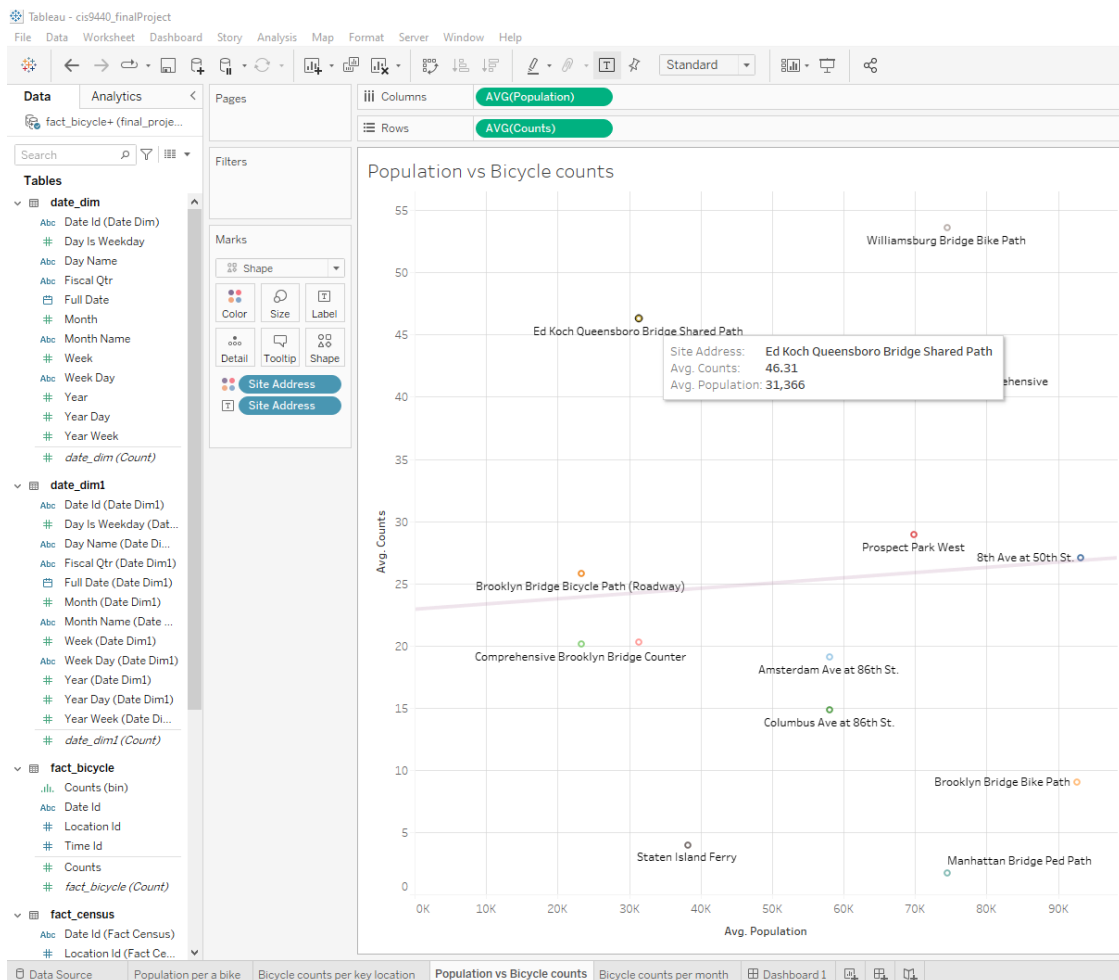 Tableau - cis9440_finalProject
File Data Worksheet Dashboard Story Analysis Map Format Server Window Help
Standard
Data Analytics
fact_bicycle+ (final_proje...
Search
Tables
date_dim
Abc Date Id (Date Dim)
# Day Is Weekday
Abc Day Name
Abc Fiscal Qtr
Full Date
# Month
Abc Month Name
# Week
Abc Week Day
# Year
# Year Day
# Year Week
# date_dim (Count)
date_dim1
Abc Date Id (Date Dim1)
# Day Is Weekday (Dat...
Abc Day Name (Date Di...
Abc Fiscal Qtr (Date Dim1)
Full Date (Date Dim1)
# Month (Date Dim1)
Abc Month Name (Date ...
# Week (Date Dim1)
Abc Week Day (Date Dim1)
# Year (Date Dim1)
# Year Day (Date Dim1)
# Year Week (Date Di...
# date_dim1 (Count)
fact_bicycle
Counts (bin)
Abc Date Id
# Location Id
# Time Id
# Counts
# fact_bicycle (Count)
fact_census
Abc Date Id (Fact Census)
# Location Id (Fact Ce...
Pages
Filters
Marks
Shape
Color Size Label
Detail Tooltip Shape
Site Address
T Site Address
Columns AVG(Population)
Rows AVG(Counts)
Population vs Bicycle counts
55
50
45
40
35
30
25
20
15
10
5
0
Avg. Counts
Williamsburg Bridge Bike Path
Ed Koch Queensboro Bridge Shared Path
Site Address: Ed Koch Queensboro Bridge Shared Path
Avg. Counts: 46.31
Avg. Population: 31,366
ehensive
Prospect Park West
8th Ave at 50th St.
Brooklyn Bridge Bicycle Path (Roadway)
Comprehensive Brooklyn Bridge Counter
Amsterdam Ave at 86th St.
Columbus Ave at 86th St.
Brooklyn Bridge Bike Path
Staten Island Ferry
Manhattan Bridge Ped Path
0K 10K 20K 30K 40K 50K 60K 70K 80K 90K
Avg. Population
Data Source Population per a bike Bicycle counts per key location Population vs Bicycle counts Bicycle counts per month Dashboard 1